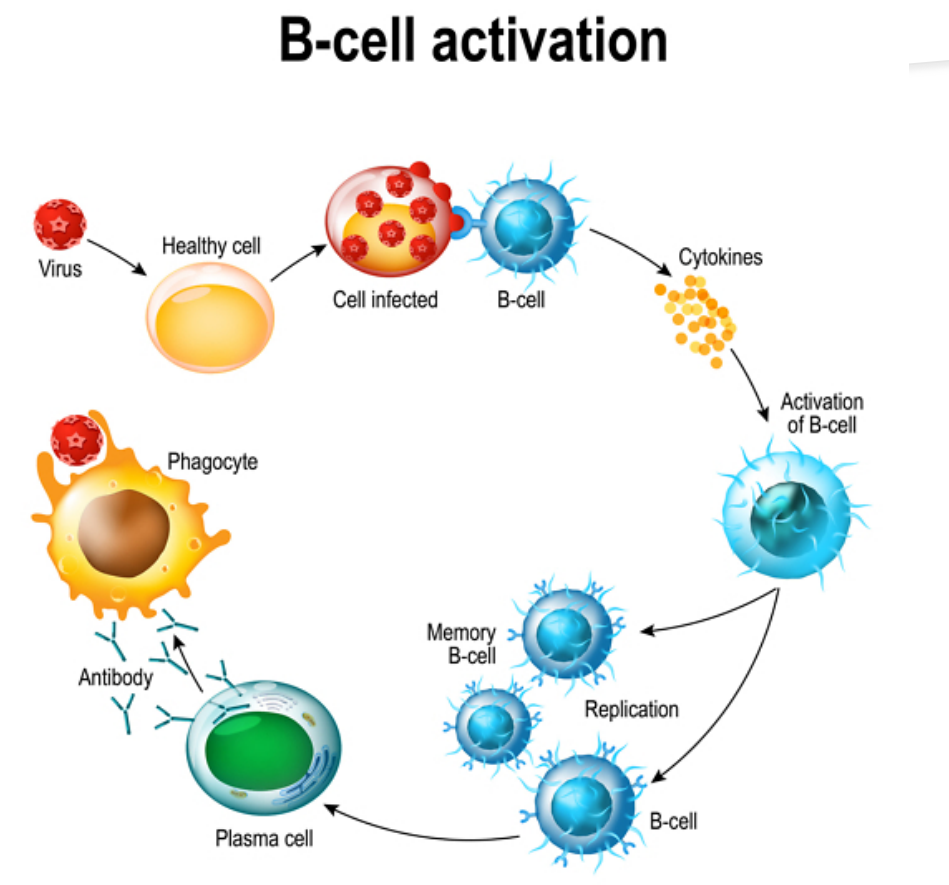 B-cell activation
Virus
Healthy cell
Cell infected
B-cell
Cytokines
Activation
of B-cell
Phagocyte
Memory
B-cell
Replication
Antibody
B-cell
Plasma cell